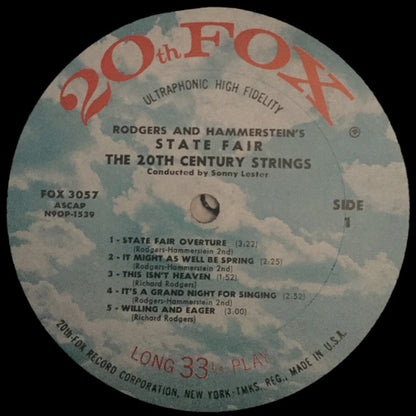 20th FOX
ULTRAPHONIC HIGH FIDELITY
®
RODGERS AND HAMMERSTEIN'S
STATE FAIR
THE 20TH CENTURY STRINGS
Conducted by Sonny Lester
FOX 3057
ASCAP
N9OP-1539
SIDE
1
1 - STATE FAIR OVERTURE (3:22)
(Rodgers-Hammerstein 2nd)
2 - IT MIGHT AS WELL BE SPRING (2:25)
(Rodgers-Hammerstein 2nd)
3 - THIS ISN'T HEAVEN (1:52)
(Richard Rodgers)
4 - IT'S A GRAND NIGHT FOR SINGING (2:50)
(Rodgers-Hammerstein 2nd)
5 - WILLING AND EAGER (3:00)
(Richard Rodgers)
LONG 33⅓ PLAY
20th-FOX RECORD CORPORATION, NEW YORK-TMKS. REG., MADE IN U.S.A.